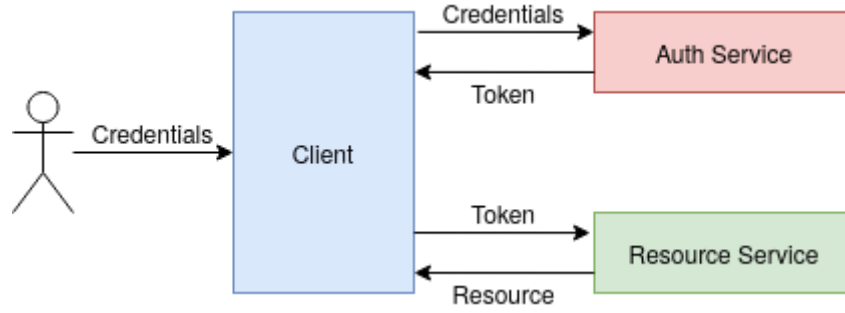 Credentials
Auth Service
Token
Credentials
Client
Token
Resource Service
Resource